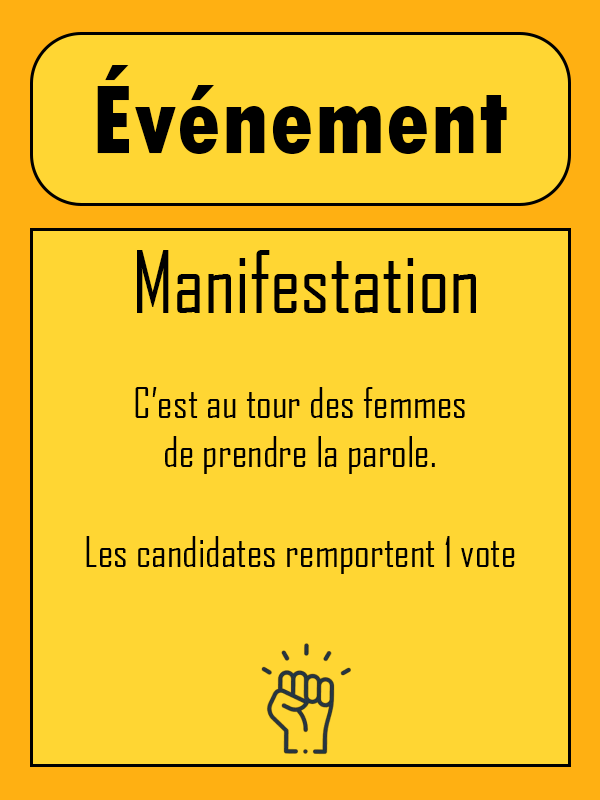 Événement
Manifestation
C'est au tour des femmes
de prendre la parole.
Les candidates remportent 1 vote